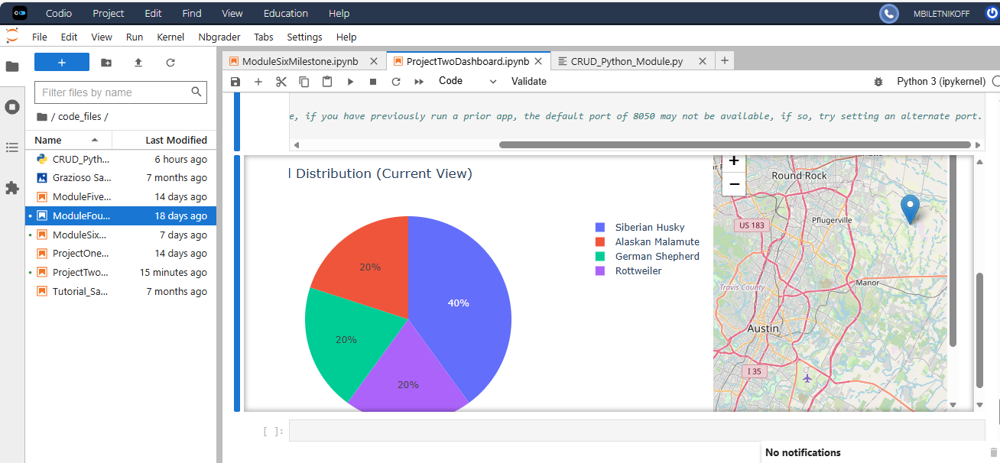 Codio Project Edit Find View Education Help MBILETNIKOFF
File Edit View Run Kernel Nbgrader Tabs Settings Help
+
Filter files by name
/ code_files /
Name Last Modified
CRUD_Pyth... 6 hours ago
Grazioso Sa... 7 months ago
ModuleFive... 14 days ago
ModuleFou... 18 days ago
ModuleSix... 7 days ago
ProjectOne... 14 days ago
ProjectTwo... 15 minutes ago
Tutorial_Sa... 7 months ago
ModuleSixMilestone.ipynb ProjectTwoDashboard.ipynb CRUD_Python_Module.py
Code Validate Python 3 (ipykernel)
e, if you have previously run a prior app, the default port of 8050 may not be available, if so, try setting an alternate port.
l Distribution (Current View)
Siberian Husky
Alaskan Malamute
German Shepherd
Rottweiler
20%
40%
20%
20%
+
−
Round Rock
Pflugerville
US 183
Travis County
Manor
Austin
I 35
[ ]:
No notifications